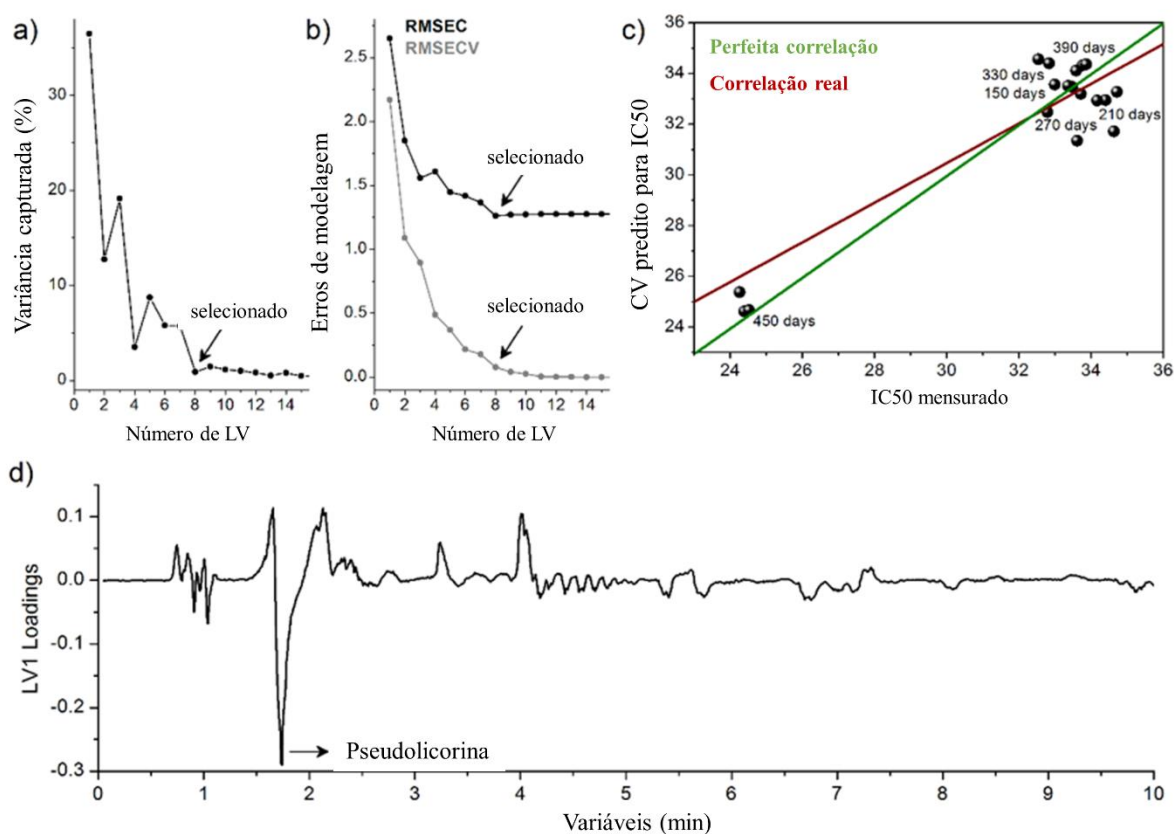 a)
Variância capturada (%)
30
20
10
0
selecionado
0 2 4 6 8 10 12 14
Número de LV
b)
RMSEC
RMSECV
Erros de modelagem
2.5
2.0
1.5
1.0
0.5
0.0
selecionado
selecionado
0 2 4 6 8 10 12 14
Número de LV
c)
CV predito para IC50
36
34
32
30
28
26
24
Perfeita correlação
Correlação real
390 days
330 days
150 days
210 days
270 days
450 days
24 26 28 30 32 34 36
IC50 mensurado
d)
LV1 Loadings
0.1
0.0
-0.1
-0.2
-0.3
Pseudolicorina
0 1 2 3 4 5 6 7 8 9 10
Variáveis (min)